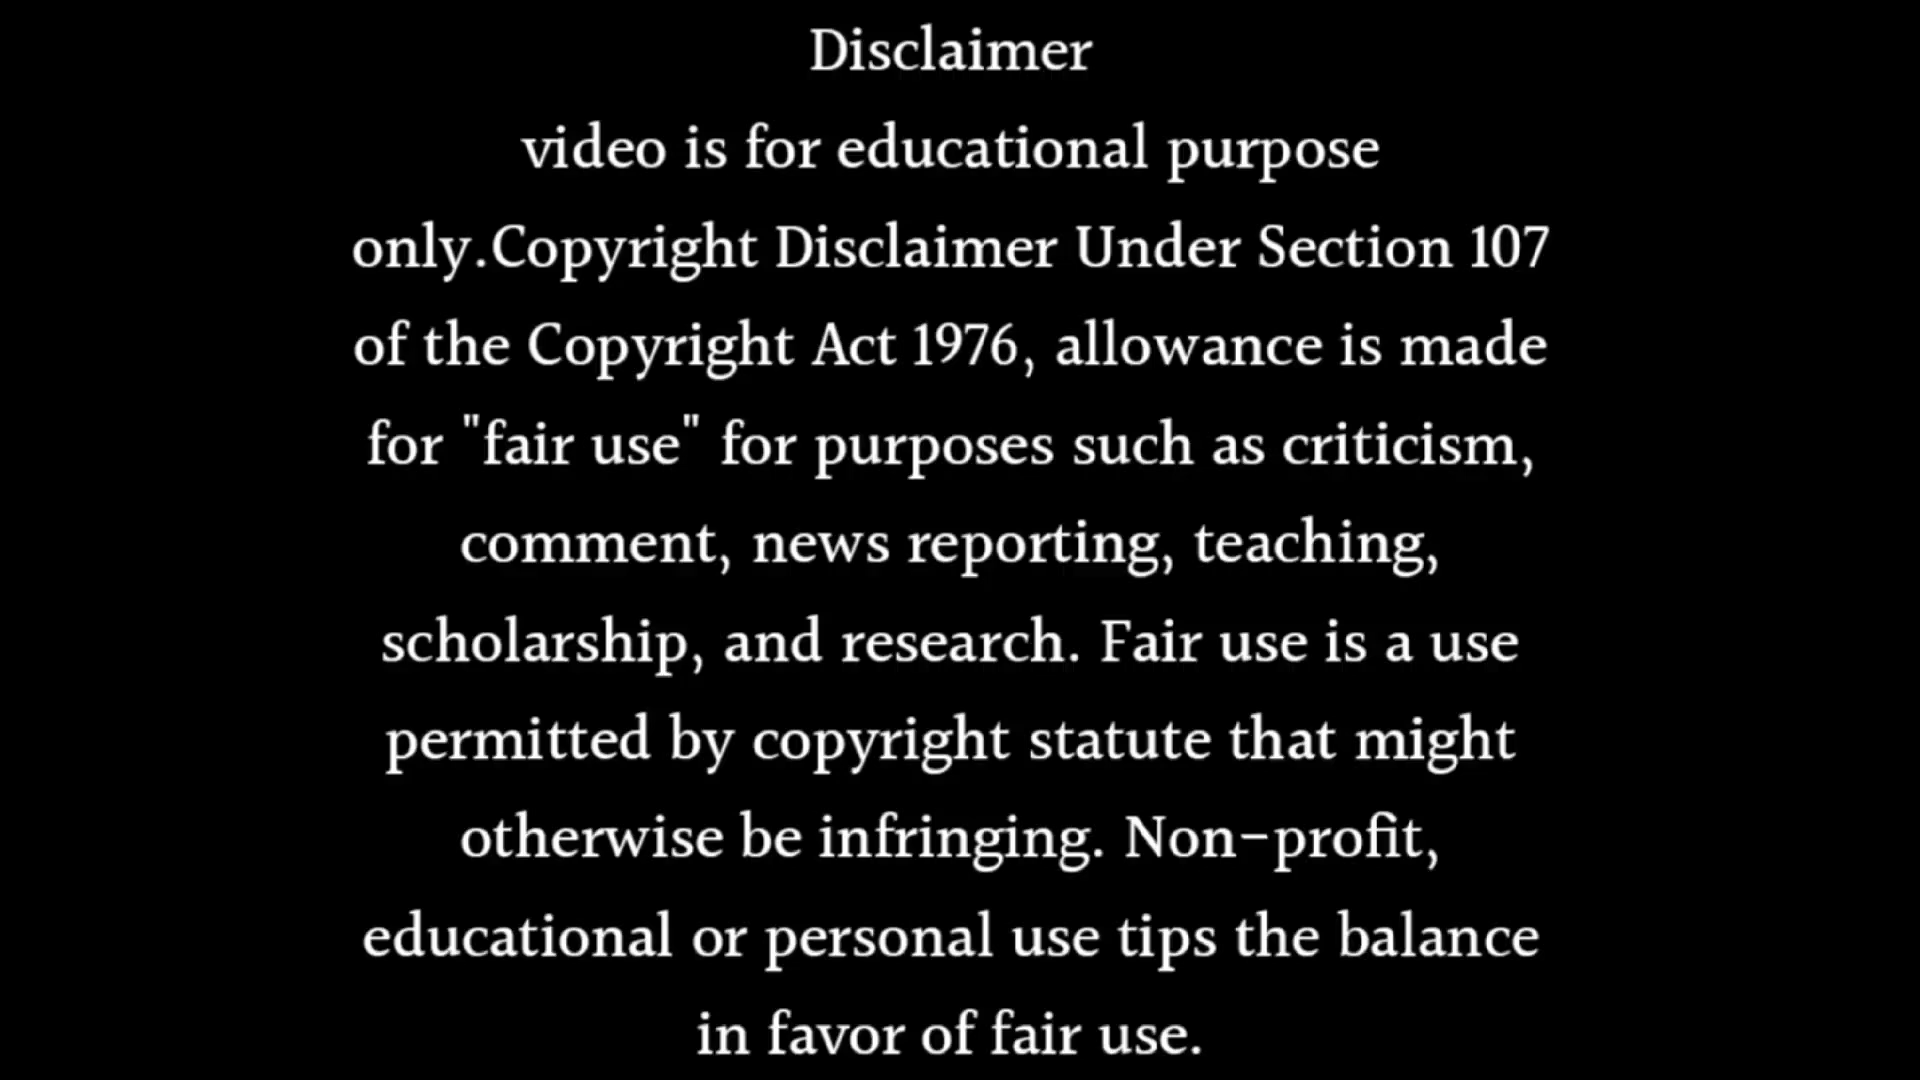 Disclaimer
video is for educational purpose
only.Copyright Disclaimer Under Section 107
of the Copyright Act 1976, allowance is made
for "fair use" for purposes such as criticism,
comment, news reporting, teaching,
scholarship, and research. Fair use is a use
permitted by copyright statute that might
otherwise be infringing. Non-profit,
educational or personal use tips the balance
in favor of fair use.